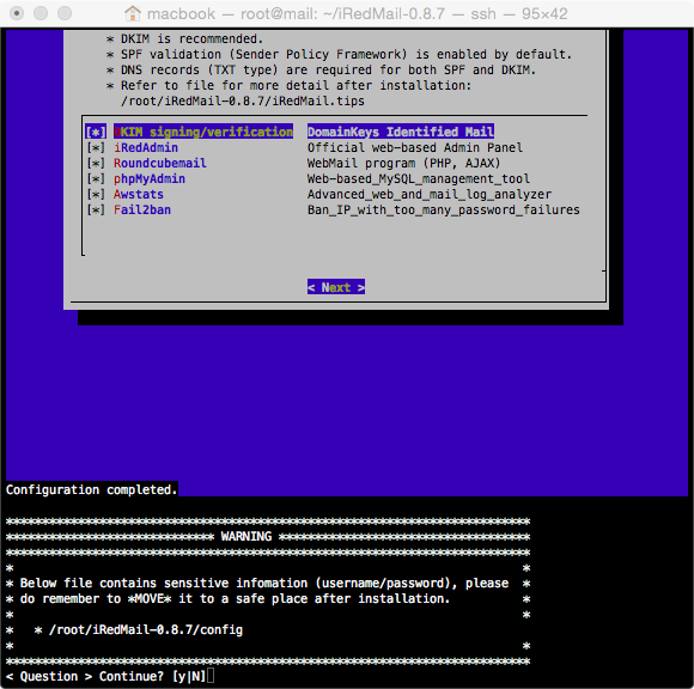 macbook — root@mail: ~/iRedMail-0.8.7 — ssh — 95×42
* DKIM is recommended.
* SPF validation (Sender Policy Framework) is enabled by default.
* DNS records (TXT type) are required for both SPF and DKIM.
* Refer to file for more detail after installation:
/root/iRedMail-0.8.7/iRedMail.tips
[*] DKIM signing/verification DomainKeys Identified Mail
[*] iRedAdmin Official web-based Admin Panel
[*] Roundcubemail WebMail program (PHP, AJAX)
[*] phpMyAdmin Web-based_MySQL_management_tool
[*] Awstats Advanced_web_and_mail_log_analyzer
[*] Fail2ban Ban_IP_with_too_many_password_failures
< Next >
Configuration completed.
*************************************************************************
***************************** WARNING ***********************************
*************************************************************************
* *
* Below file contains sensitive infomation (username/password), please *
* do remember to *MOVE* it to a safe place after installation. *
* *
* * /root/iRedMail-0.8.7/config
* *
*************************************************************************
< Question > Continue? [y|N]